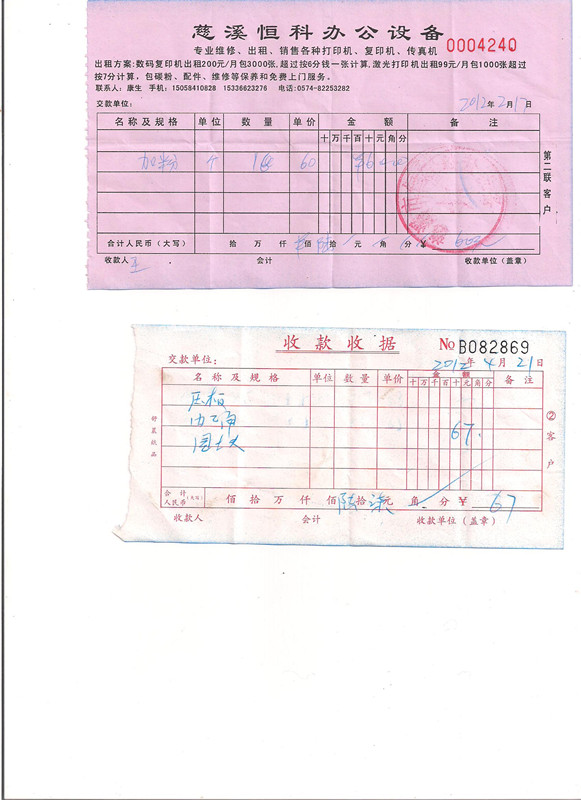 慈溪恒科办公设备
专业维修、出租、销售各种打印机、复印机、传真机
0004240
出租方案:数码复印机出租200元/月包3000张,超过按6分钱一张计算,激光打印机出租99元/月包1000张超过
按7分计算，包碳粉、配件、维修等保养和免费上门服务。
联系人：康生 手机：15058410828 15336623276 电话:0574-82253282
交款单位： 2012年2月17日
名称及规格 单位 数量 单价 金额 备注
十万千百十元角分
加粉 个 1 60
第二联客户
合计人民币（大写） 拾 万 仟 佰 陆 拾 元 角 分 ¥
收款人 王 会计 收款单位（盖章）
收款收据
No B082869
交款单位： 2012年4月21日
名称及规格 单位 数量 单价 金额 备注
十万千百十元角分
压板
67.
②客户
合计人民币(大写) 佰 拾 万 仟 佰 陆拾柒元 角 分 ¥ 67
收款人 会计 收款单位(盖章)